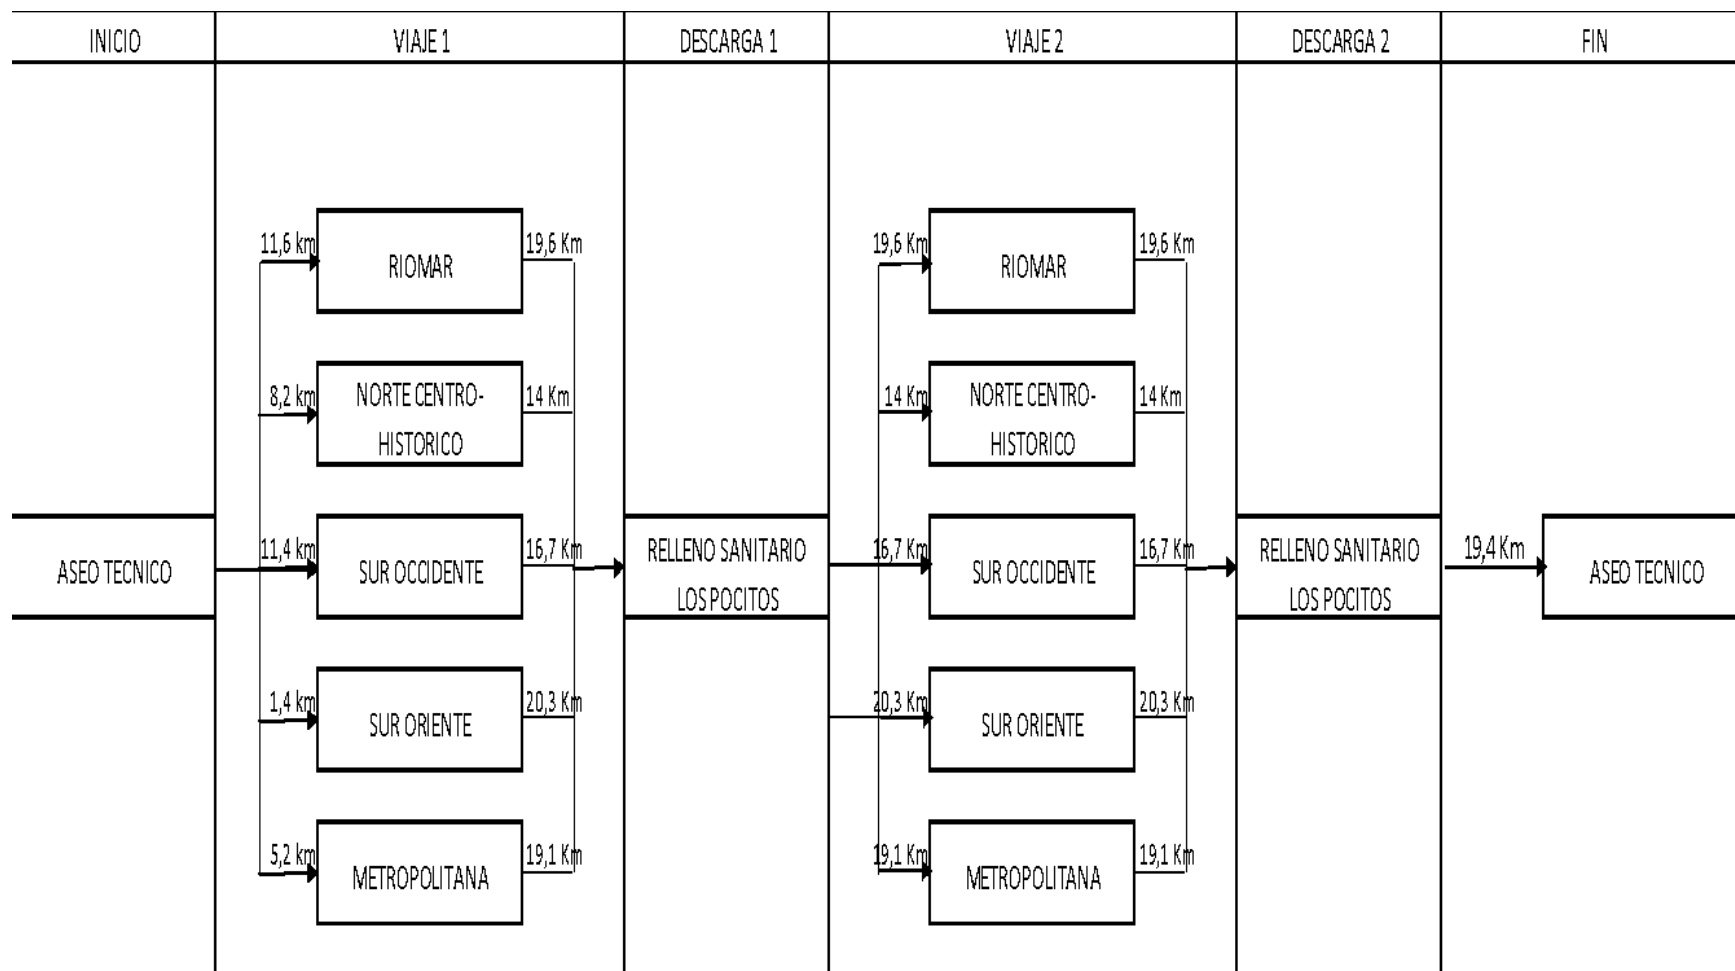 INICIO
VIAJE 1
DESCARGA 1
VIAJE 2
DESCARGA 2
FIN
11,6 km
RIOMAR
19,6 Km
19,6 Km
RIOMAR
19,6 Km
8,2 km
NORTE CENTRO-
HISTORICO
14 Km
14 Km
NORTE CENTRO-
HISTORICO
14 Km
ASEO TECNICO
11,4 km
SUR OCCIDENTE
16,7 Km
RELLENO SANITARIO
LOS POCITOS
16,7 Km
SUR OCCIDENTE
16,7 Km
RELLENO SANITARIO
LOS POCITOS
19,4 Km
ASEO TECNICO
1,4 km
SUR ORIENTE
20,3 Km
20,3 Km
SUR ORIENTE
20,3 Km
5,2 km
METROPOLITANA
19,1 Km
19,1 Km
METROPOLITANA
19,1 Km